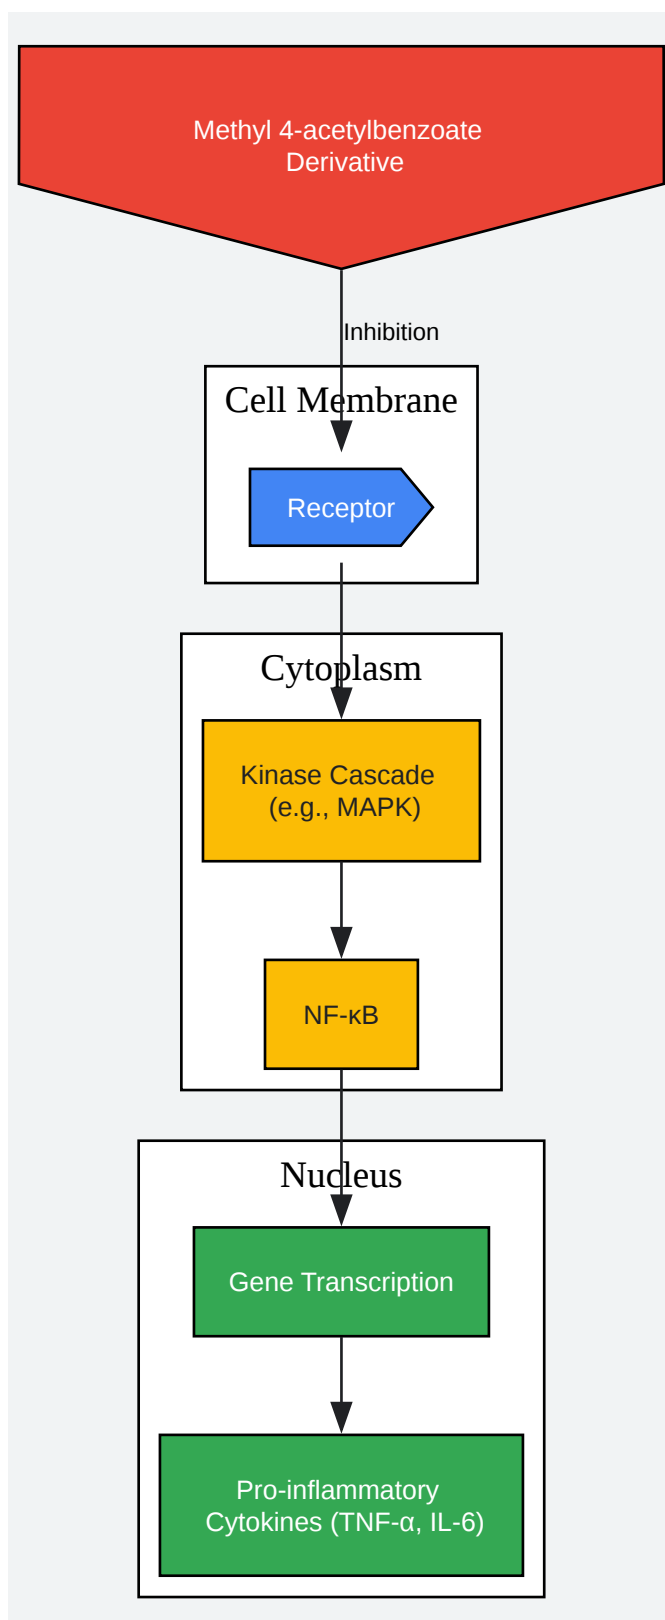 Methyl 4-acetylbenzoate
Derivative
Inhibition
Cell Membrane
Receptor
Cytoplasm
Kinase Cascade
(e.g., MAPK)
NF-κB
Nucleus
Gene Transcription
Pro-inflammatory
Cytokines (TNF-α, IL-6)